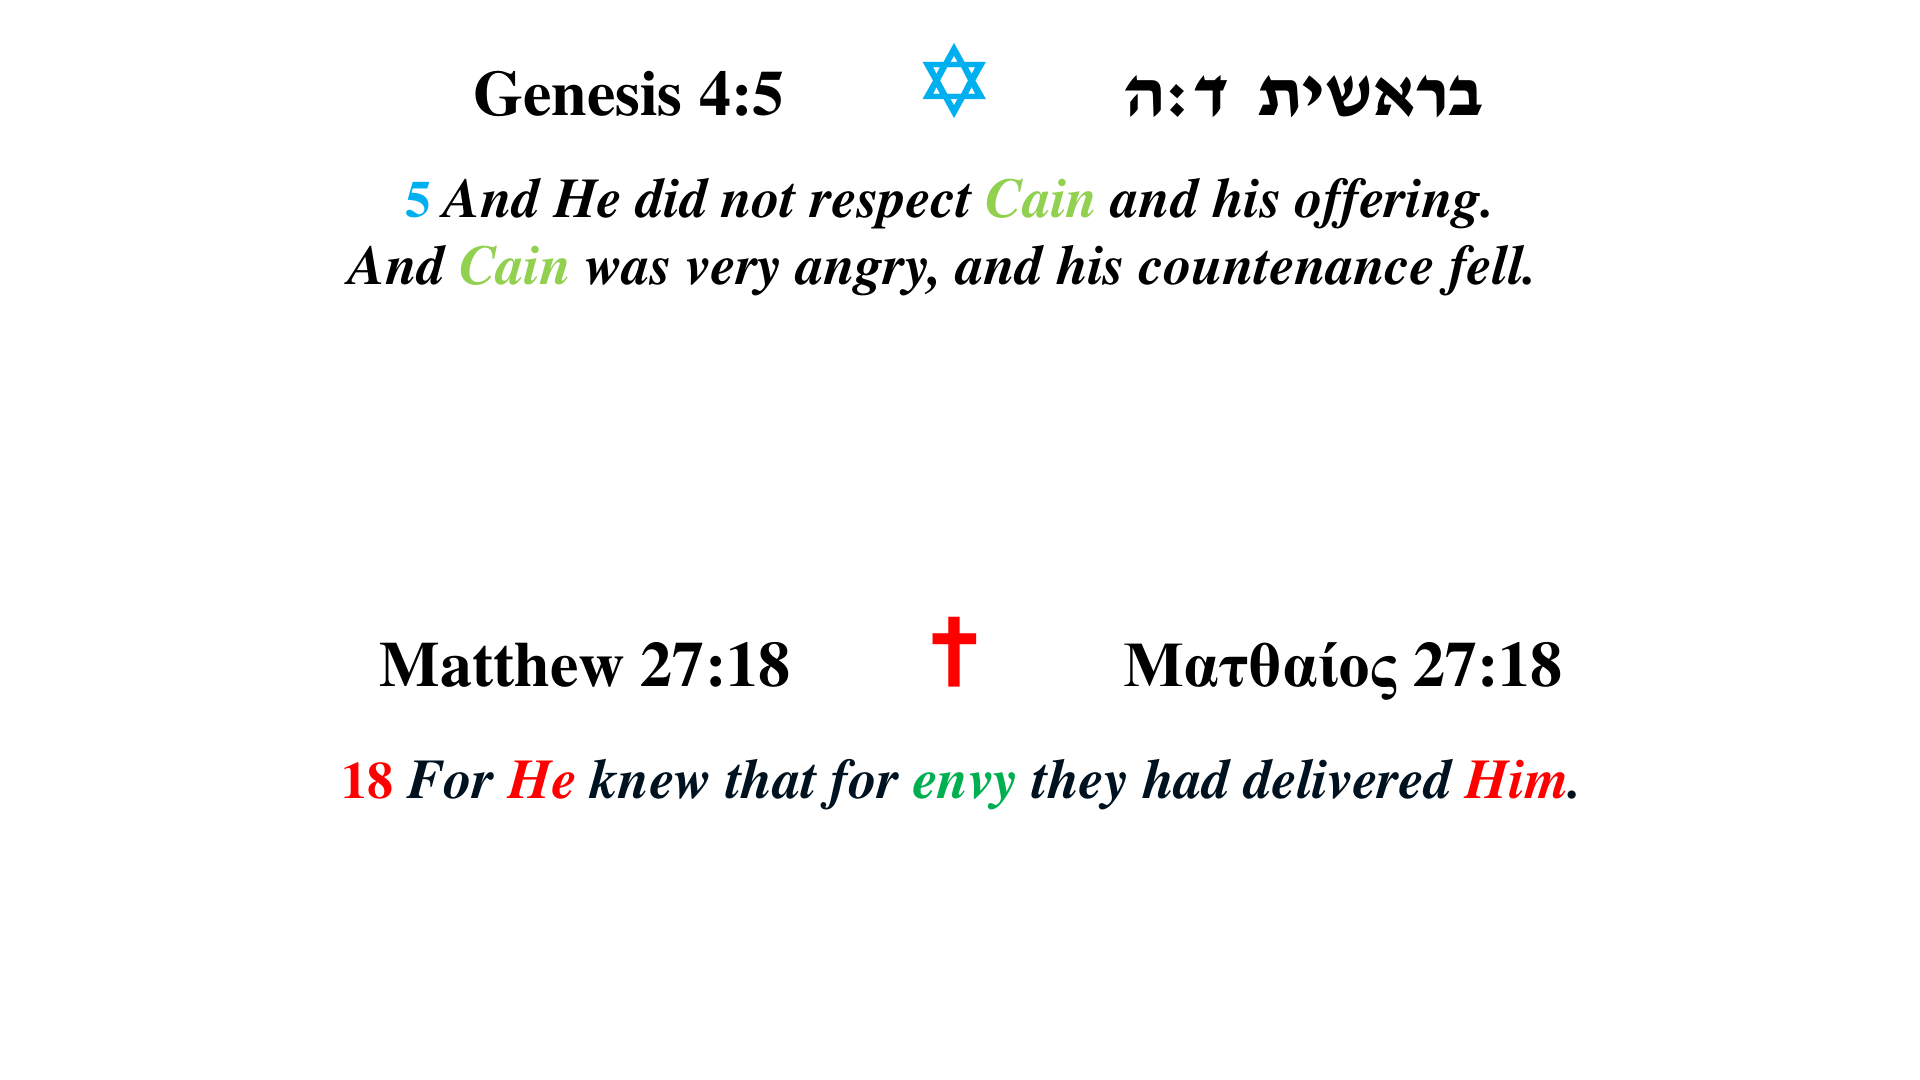 Genesis 4:5 ✡ בראשית ד:ה
5 And He did not respect Cain and his offering.
And Cain was very angry, and his countenance fell.
Matthew 27:18 ✝ Ματθαίος 27:18
18 For He knew that for envy they had delivered Him.